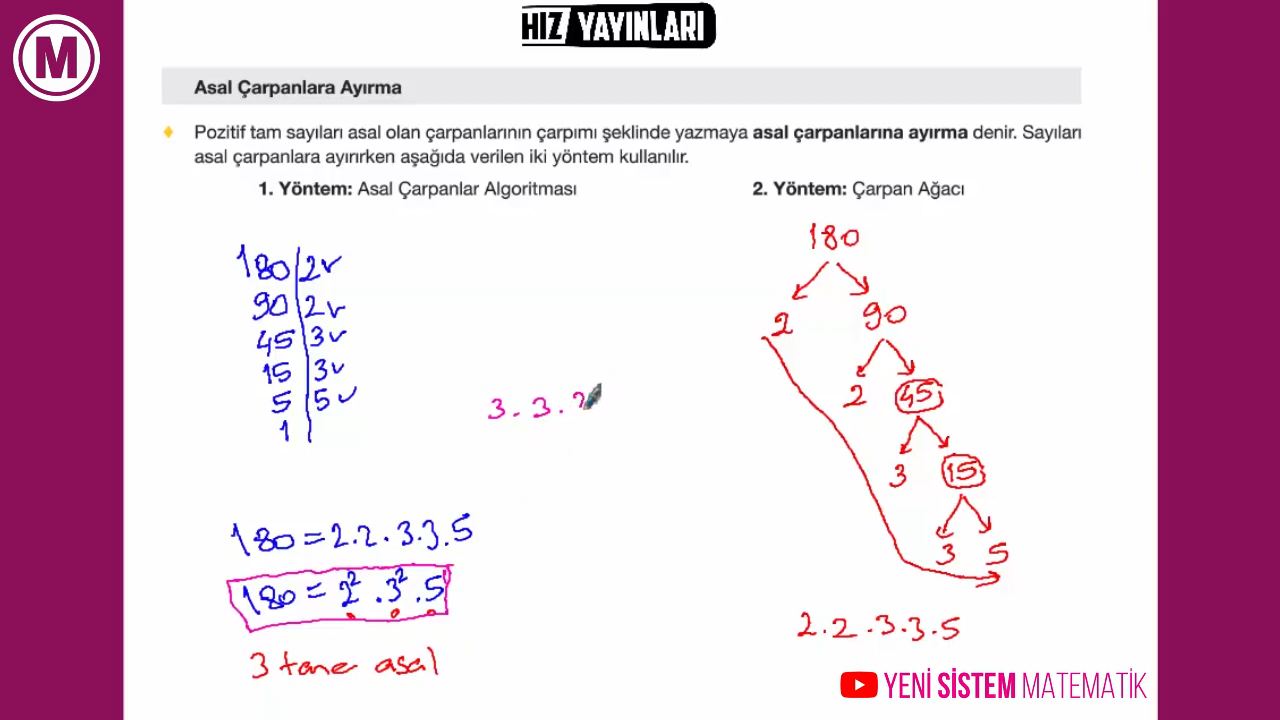 M
HIZ YAYINLARI
Asal Çarpanlara Ayırma
Pozitif tam sayıları asal olan çarpanlarının çarpımı şeklinde yazmaya asal çarpanlarına ayırma denir. Sayıları
asal çarpanlara ayırırken aşağıda verilen iki yöntem kullanılır.
1. Yöntem: Asal Çarpanlar Algoritması
180 | 2
90 | 2
45 | 3
15 | 3
5 | 5
1 |
3 . 3 .
180 = 2.2.3.3.5
180 = 2² . 3² . 5¹
3 tane asal
2. Yöntem: Çarpan Ağacı
180
2 90
2 45
3 15
3 5
2.2.3.3.5
YENİ SİSTEM MATEMATİK